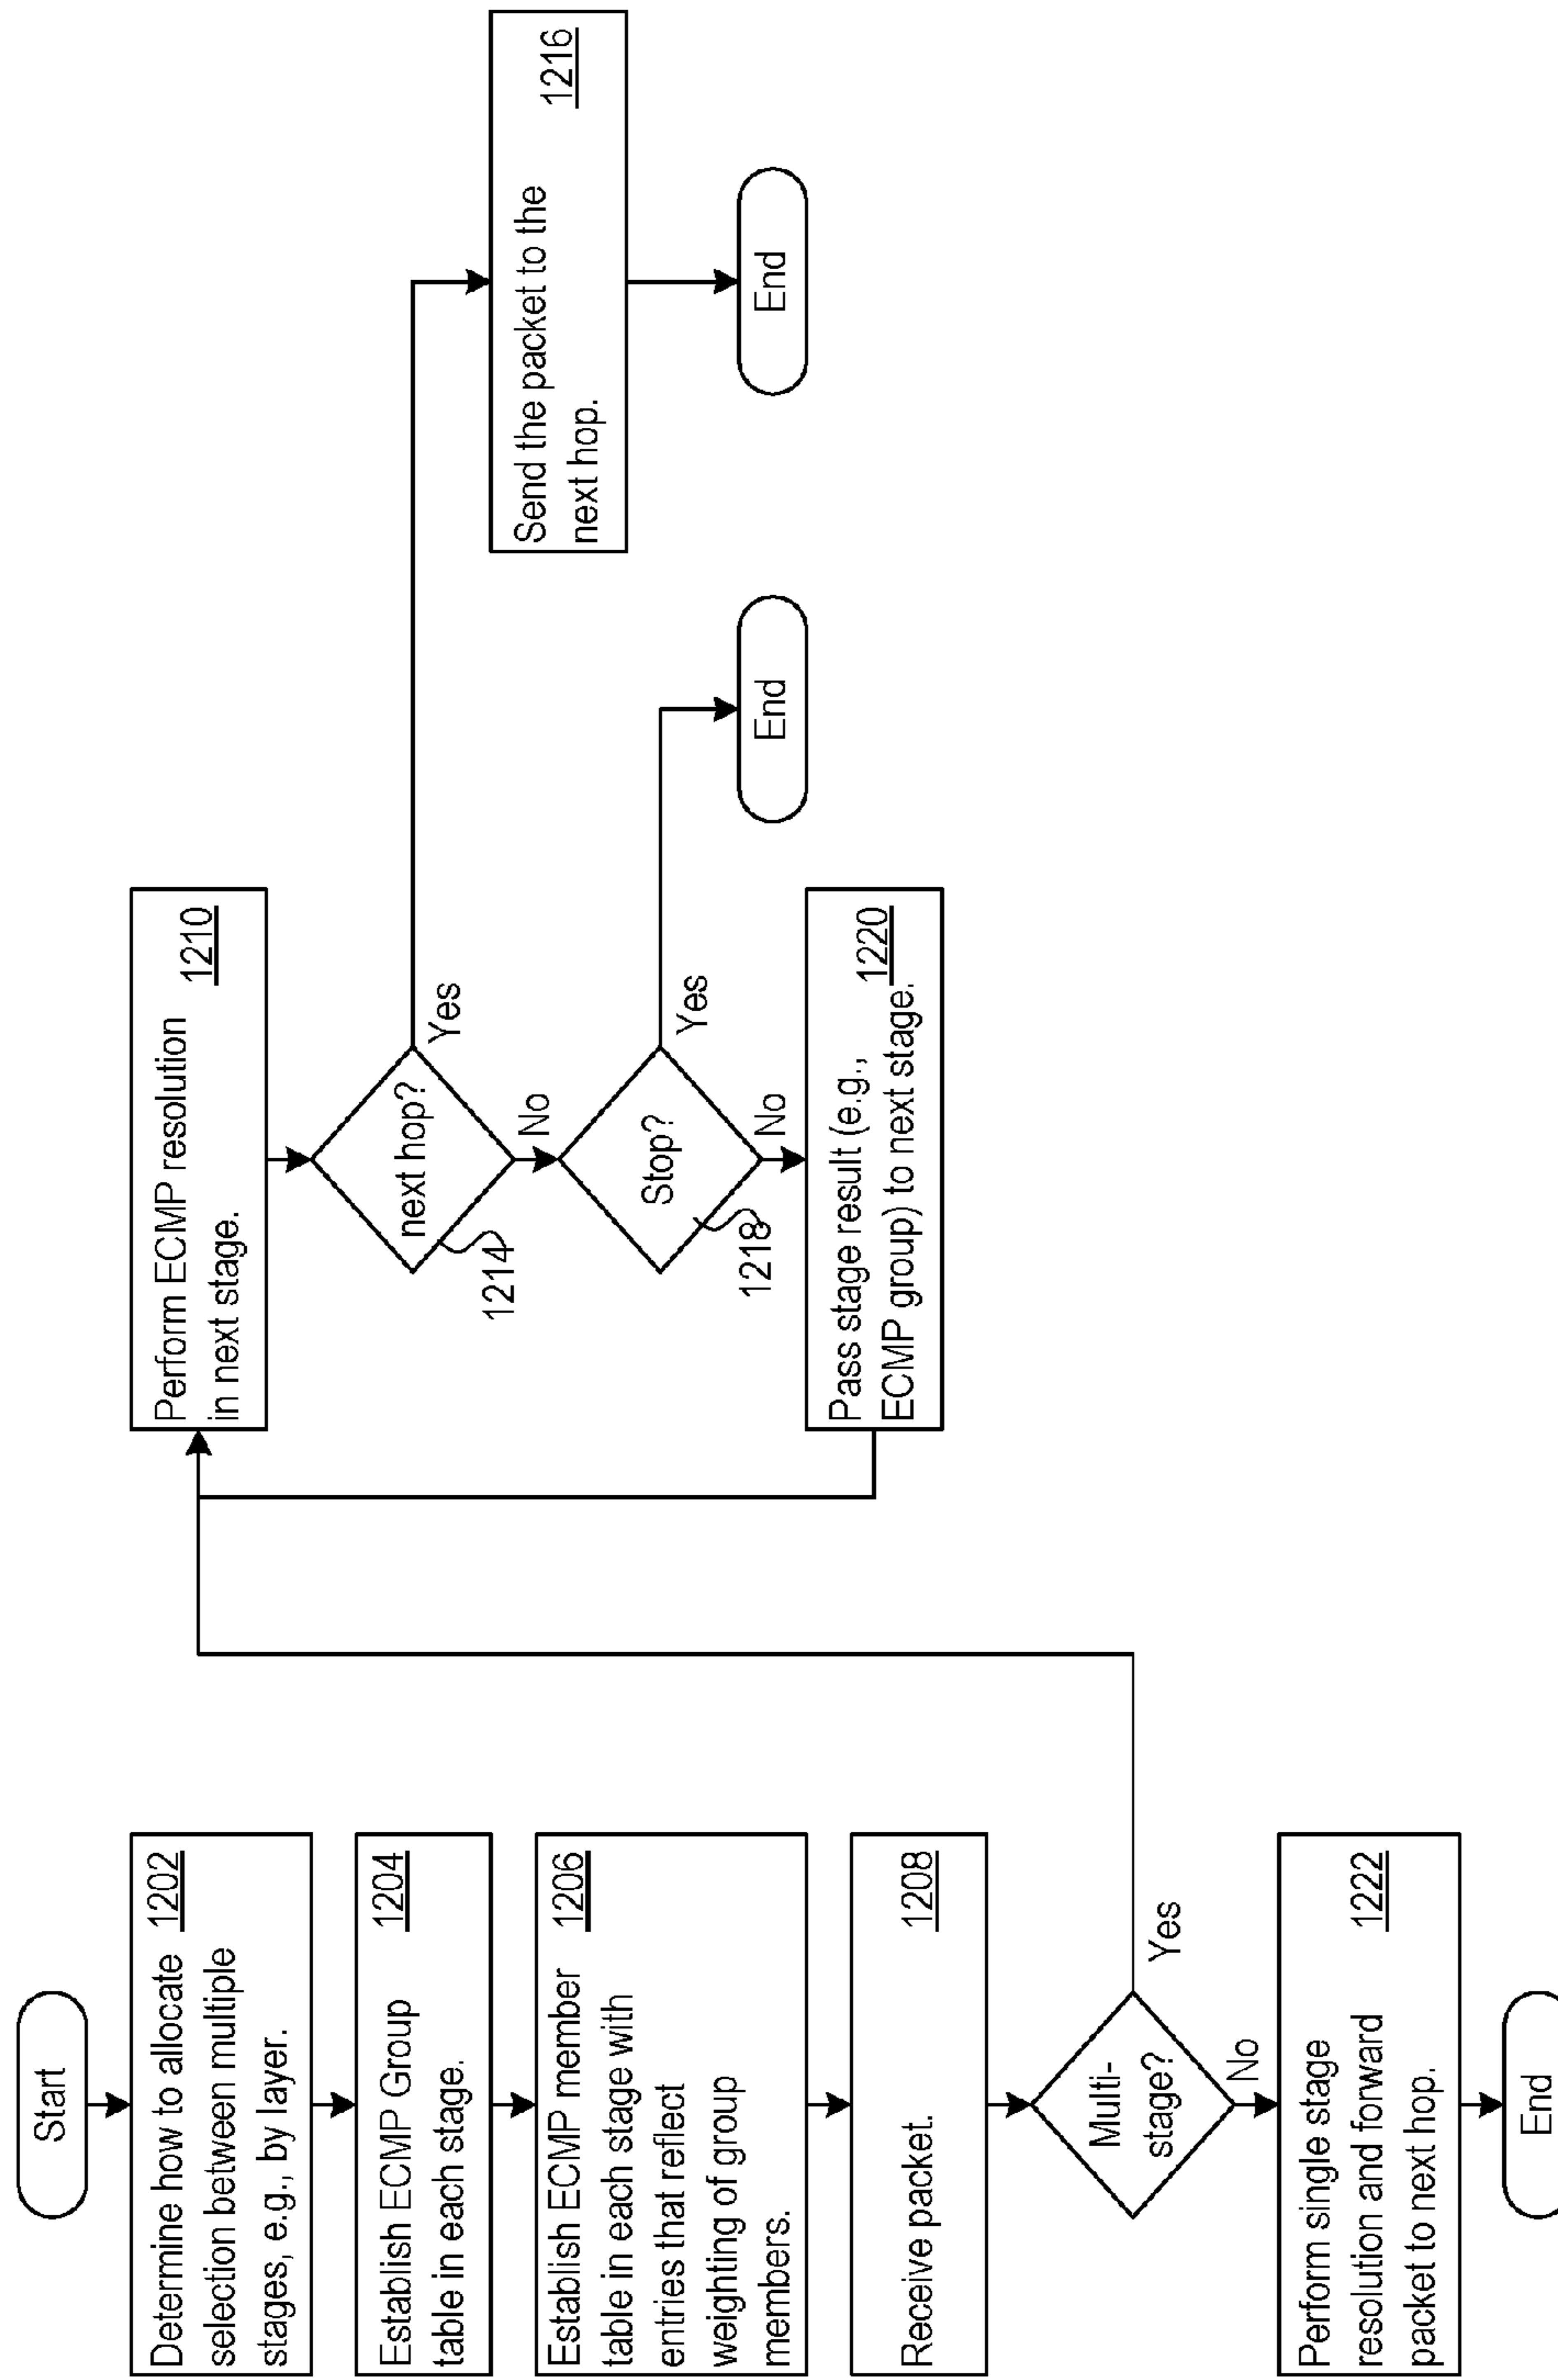 Start
Determine how to allocate 1202
selection between multiple
stages, e.g., by layer.
Establish ECMP Group 1204
table in each stage.
Establish ECMP member 1206
table in each stage with
entries that reflect
weighting of group
members.
Receive packet. 1208
Multi-
stage?
Yes
No
Perform single stage
resolution and forward 1222
packet to next hop.
End
Perform ECMP resolution
in next stage. 1210
next hop?
Yes
No
1214
Stop?
Yes
No
1218
Pass stage result (e.g.,
ECMP group) to next stage. 1220
End
Send the packet to the
next hop. 1216
End